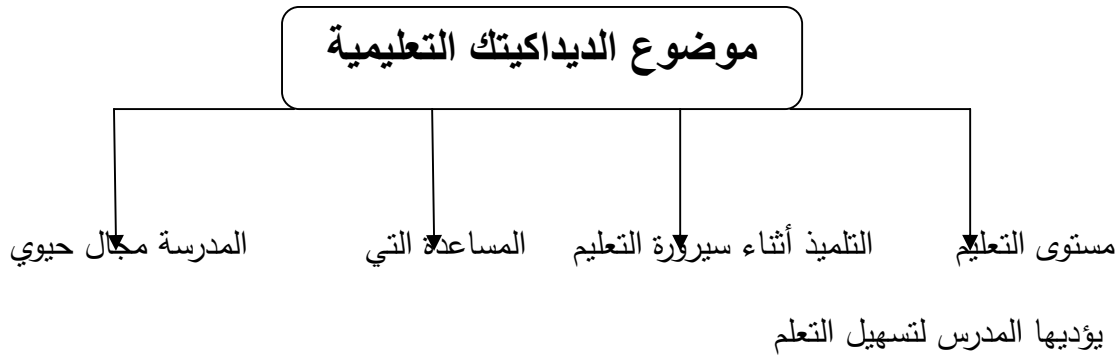 موضوع الديداكيتك التعليمية
مستوى التعليم التلميذ أثناء سيرورة التعليم المساعدة التي المدرسة مجال حيوي
يؤديها المدرس لتسهيل التعلم